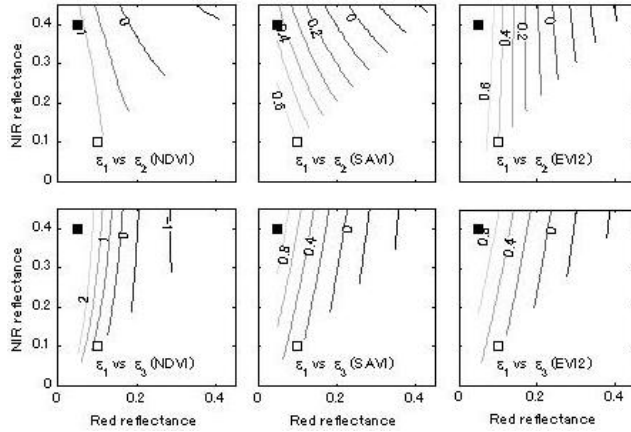 0.4
0.3
0.2
0.1
0
NIR reflectance
1
0
ε1 vs ε2 (NDVI)
0.4
0.2
0
0.6
ε1 vs ε2 (SAVI)
0.4
0.2
0
0.6
ε1 vs ε2 (EVI2)
0.4
0.3
0.2
0.1
0
NIR reflectance
2
1
0
-1
ε1 vs ε3 (NDVI)
0.8
0.4
0
ε1 vs ε3 (SAVI)
0.8
0.4
0
ε1 vs ε3 (EVI2)
0 0.2 0.4
0.2 0.4
0.2 0.4
Red reflectance
Red reflectance
Red reflectance